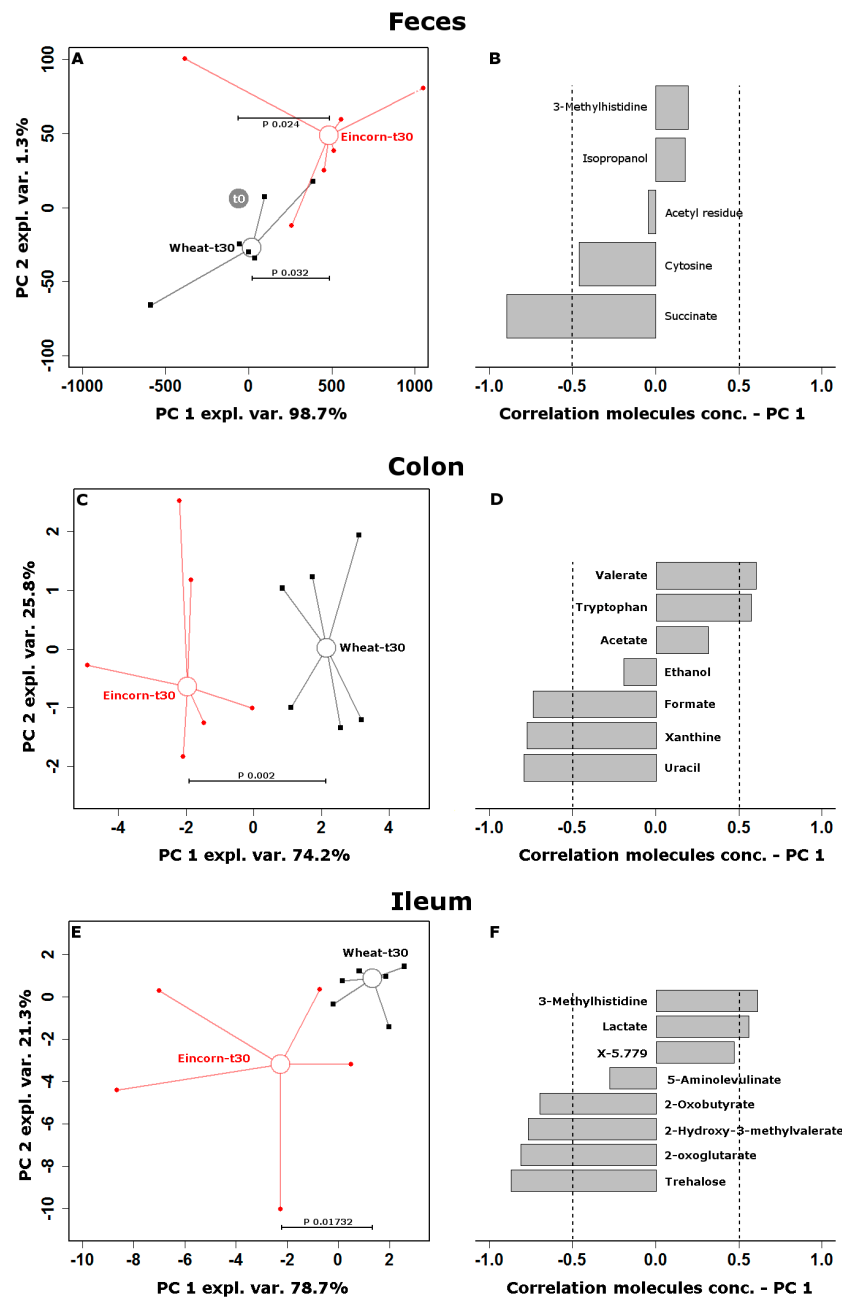 Feces
A
B
100
50
0
-50
-100
PC 2 expl. var. 1.3%
P 0.024
Eincorn-t30
t0
Wheat-t30
P 0.032
-1000
-500
0
500
1000
PC 1 expl. var. 98.7%
3-Methylhistidine
Isopropanol
Acetyl residue
Cytosine
Succinate
-1.0
-0.5
0.0
0.5
1.0
Correlation molecules conc. - PC 1
Colon
C
D
2
1
0
-1
-2
PC 2 expl. var. 25.8%
Wheat-t30
Eincorn-t30
P 0.002
-4
-2
0
2
4
PC 1 expl. var. 74.2%
Valerate
Tryptophan
Acetate
Ethanol
Formate
Xanthine
Uracil
-1.0
-0.5
0.0
0.5
1.0
Correlation molecules conc. - PC 1
Ileum
E
F
2
0
-2
-4
-6
-8
-10
PC 2 expl. var. 21.3%
Wheat-t30
Eincorn-t30
P 0.01732
-10
-8
-6
-4
-2
0
2
PC 1 expl. var. 78.7%
3-Methylhistidine
Lactate
X-5.779
5-Aminolevulinate
2-Oxobutyrate
2-Hydroxy-3-methylvalerate
2-oxoglutarate
Trehalose
-1.0
-0.5
0.0
0.5
1.0
Correlation molecules conc. - PC 1